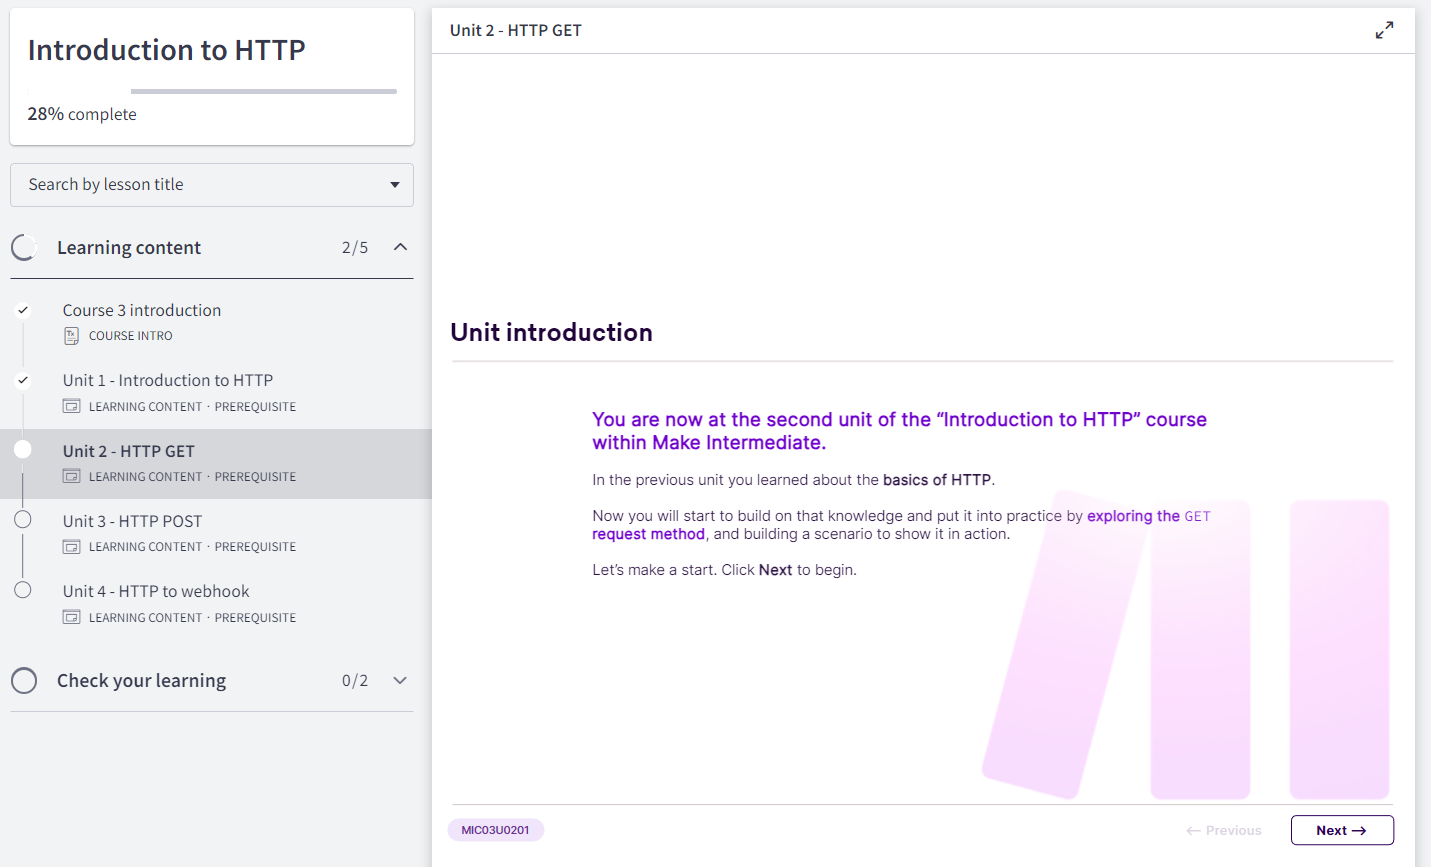 Introduction to HTTP
28% complete
Search by lesson title
Learning content 2/5
Course 3 introduction
COURSE INTRO
Unit 1 - Introduction to HTTP
LEARNING CONTENT · PREREQUISITE
Unit 2 - HTTP GET
LEARNING CONTENT · PREREQUISITE
Unit 3 - HTTP POST
LEARNING CONTENT · PREREQUISITE
Unit 4 - HTTP to webhook
LEARNING CONTENT · PREREQUISITE
Check your learning 0/2
Unit 2 - HTTP GET
Unit introduction
You are now at the second unit of the “Introduction to HTTP” course
within Make Intermediate.
In the previous unit you learned about the basics of HTTP.
Now you will start to build on that knowledge and put it into practice by exploring the GET
request method, and building a scenario to show it in action.
Let’s make a start. Click Next to begin.
MIC03U0201
← Previous
Next →